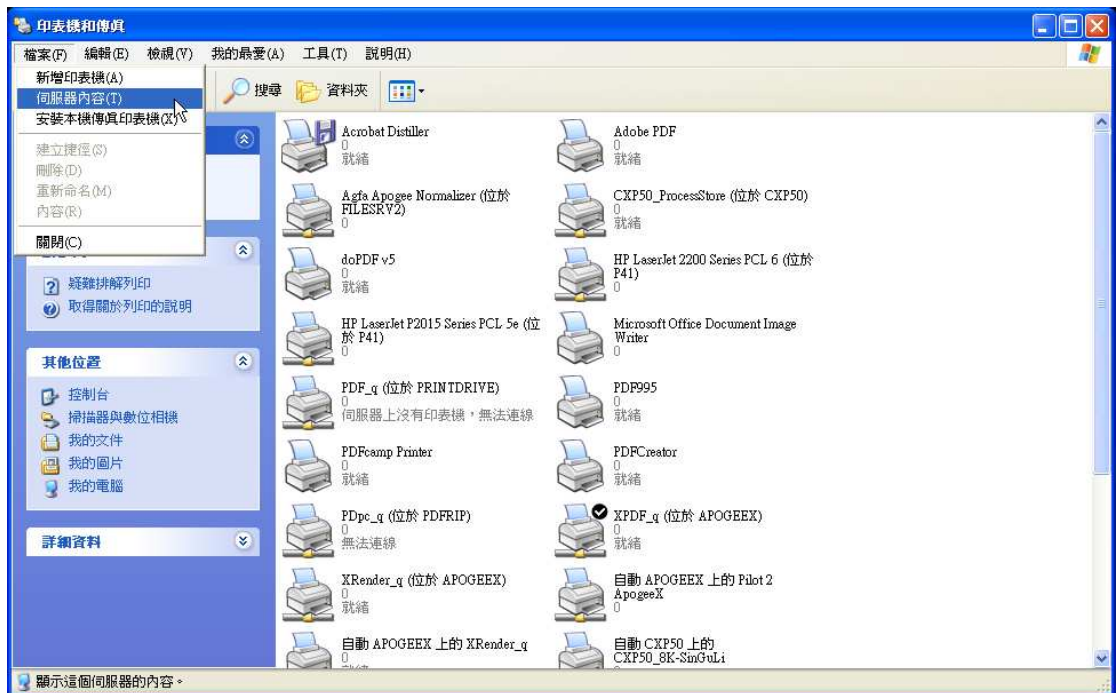 印表機和傳真
檔案(F) 編輯(E) 檢視(V) 我的最愛(A) 工具(T) 說明(H)
新增印表機(A)
伺服器內容(T)
安裝本機傳真印表機(X)
建立捷徑(S)
刪除(D)
重新命名(M)
內容(R)
關閉(C)
搜尋 資料夾
疑難排解列印
取得關於列印的說明
其他位置
控制台
掃描器與數位相機
我的文件
我的圖片
我的電腦
詳細資料
Acrobat Distiller
0
就緒
Adobe PDF
0
就緒
Agfa Apogee Normalizer (位於
FILESRV2)
0
CXP50_ProcessStore (位於 CXP50)
0
就緒
doPDF v5
0
就緒
HP LaserJet 2200 Series PCL 6 (位於
P41)
0
HP LaserJet P2015 Series PCL 5e (位
於 P41)
0
Microsoft Office Document Image
Writer
0
PDF_q (位於 PRINTDRIVE)
0
伺服器上沒有印表機，無法連線
PDF995
0
就緒
PDFcamp Printer
0
就緒
PDFCreator
0
就緒
PDpc_q (位於 PDFRIP)
0
無法連線
XPDF_q (位於 APOGEEX)
0
就緒
XRender_q (位於 APOGEEX)
0
就緒
自動 APOGEEX 上的 Pilot 2
ApogeeX
0
自動 APOGEEX 上的 XRender_q
0
自動 CXP50 上的
CXP50_8K-SinGuLi
顯示這個伺服器的內容。